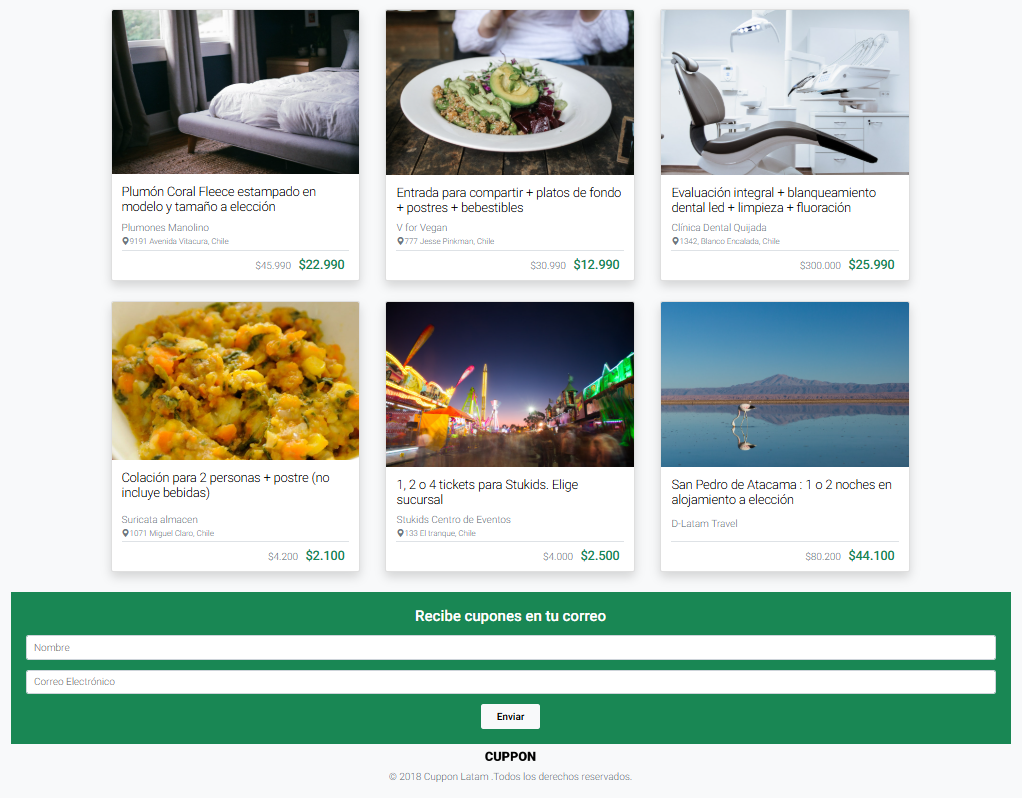 Plumón Coral Fleece estampado en
modelo y tamaño a elección
Plumones Manolino
9191 Avenida Vitacura, Chile
$45.990 $22.990
Entrada para compartir + platos de fondo
+ postres + bebestibles
V for Vegan
777 Jesse Pinkman, Chile
$30.990 $12.990
Evaluación integral + blanqueamiento
dental led + limpieza + fluoración
Clínica Dental Quijada
1342, Blanco Encalada, Chile
$300.000 $25.990
Colación para 2 personas + postre (no
incluye bebidas)
Suricata almacen
1071 Miguel Claro, Chile
$4.200 $2.100
1, 2 o 4 tickets para Stukids. Elige
sucursal
Stukids Centro de Eventos
133 El tranque, Chile
$4.000 $2.500
San Pedro de Atacama : 1 o 2 noches en
alojamiento a elección
D-Latam Travel
$80.200 $44.100
Recibe cupones en tu correo
Nombre
Correo Electrónico
Enviar
CUPPON
© 2018 Cuppon Latam .Todos los derechos reservados.